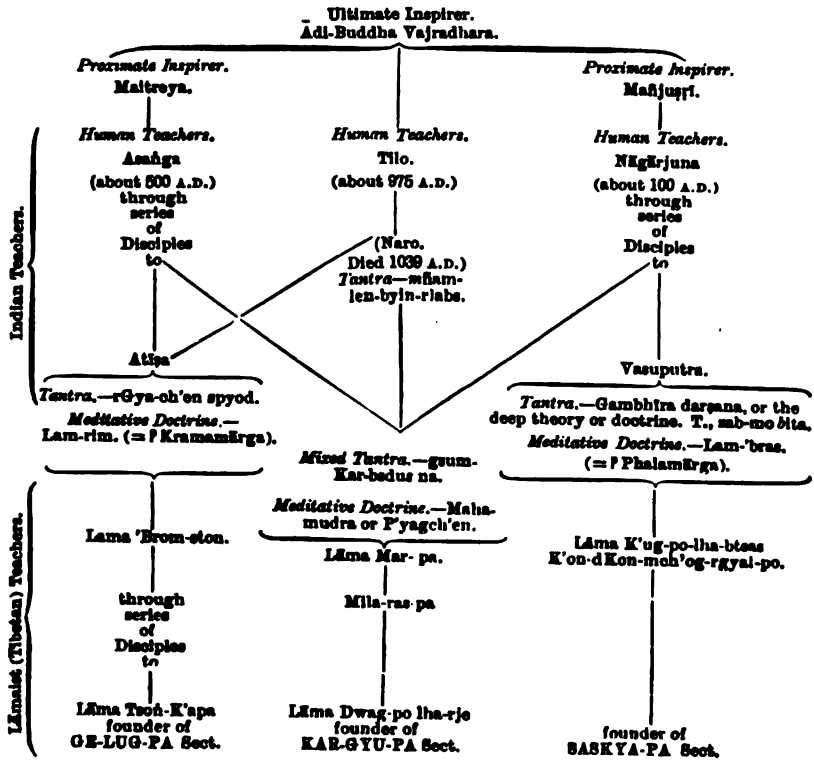 Ultimate Inspirer.
Ādi-Buddha Vajradhara.
Proximate Inspirer.
Maitreya.
Proximate Inspirer.
Mañjusṛī.
Indian Teachers.
Human Teachers.
Asaṅga
(about 500 A.D.)
through
series
of
Disciples
to
Atīṣa
Tantra.—rGya-ch'en spyod.
Meditative Doctrine.—
Lam-rim. (= ? Kramamārga).
Human Teachers.
Tilo.
(about 975 A.D.)
(Naro.
Died 1039 A.D.)
Tantra—mñam-
len-byin-rlabs.
Human Teachers.
Nāgārjuna
(about 100 A.D.)
through
series
of
Disciples
to
Vasuputra.
Tantra.—Gambhīra darṣana, or the
deep theory or doctrine. T., sab-mo blta.
Meditative Doctrine.—Lam-'bras.
(= ? Phalamārga).
Mixed Tantra.—gsum-
Kar-bsdus na.
Meditative Doctrine.—Maha-
mudra or P'yagch'en.
Lāmaist (Tibetan) Teachers.
Lama 'Brom-ston.
through
series
of
Disciples
to
Lāma Tsoṅ-K'apa
founder of
GE-LUG-PA Sect.
Lāma Mar- pa.
Mila-ras-pa
Lāma Dwag-po lha-rje
founder of
KAR-GYU-PA Sect.
Lāma K'ug-po-lha-btsas
K'on-dKon-mch'og-rgyal-po.
founder of
SASKYA-PA Sect.